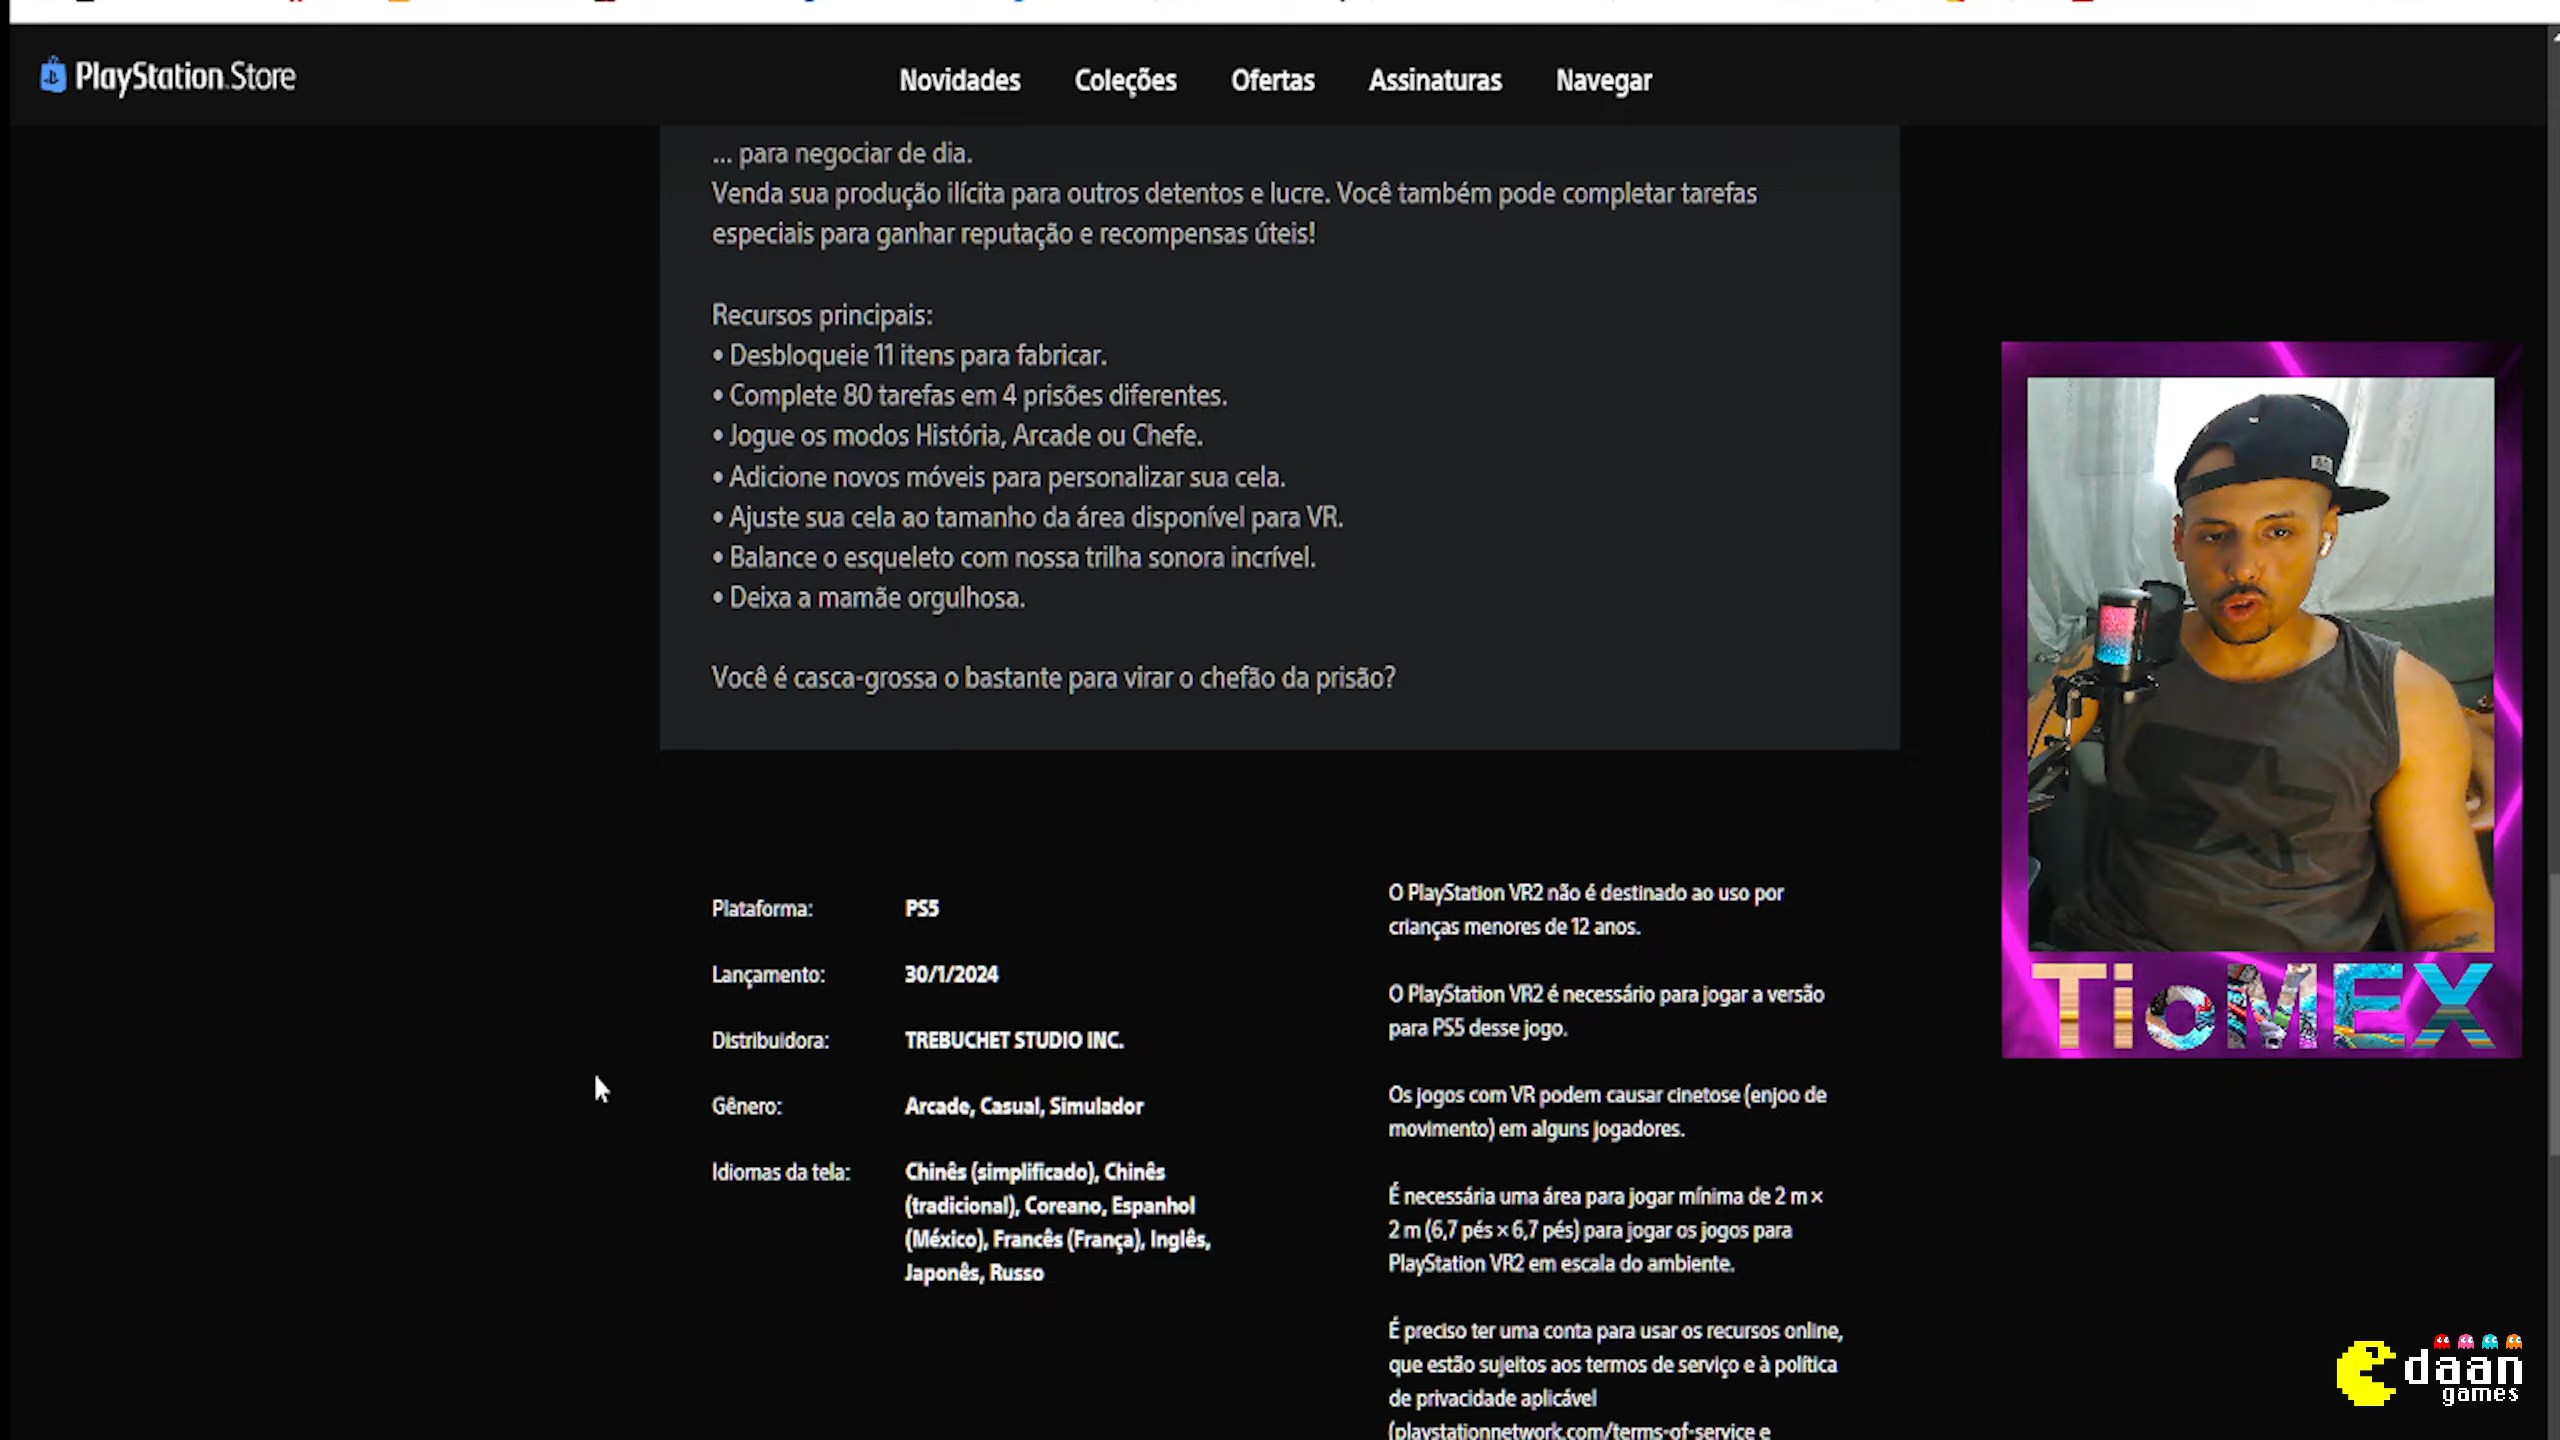 PlayStation.Store
Novidades
Coleções
Ofertas
Assinaturas
Navegar
... para negociar de dia.
Venda sua produção ilícita para outros detentos e lucre. Você também pode completar tarefas
especiais para ganhar reputação e recompensas úteis!
Recursos principais:
• Desbloqueie 11 itens para fabricar.
• Complete 80 tarefas em 4 prisões diferentes.
• Jogue os modos História, Arcade ou Chefe.
• Adicione novos móveis para personalizar sua cela.
• Ajuste sua cela ao tamanho da área disponível para VR.
• Balance o esqueleto com nossa trilha sonora incrível.
• Deixa a mamãe orgulhosa.
Você é casca-grossa o bastante para virar o chefão da prisão?
Plataforma: PS5
Lançamento: 30/1/2024
Distribuidora: TREBUCHET STUDIO INC.
Gênero: Arcade, Casual, Simulador
Idiomas da tela: Chinês (simplificado), Chinês
(tradicional), Coreano, Espanhol
(México), Francês (França), Inglês,
Japonês, Russo
O PlayStation VR2 não é destinado ao uso por
crianças menores de 12 anos.
O PlayStation VR2 é necessário para jogar a versão
para PS5 desse jogo.
Os jogos com VR podem causar cinetose (enjoo de
movimento) em alguns jogadores.
É necessária uma área para jogar mínima de 2 m ×
2 m (6,7 pés × 6,7 pés) para jogar os jogos para
PlayStation VR2 em escala do ambiente.
É preciso ter uma conta para usar os recursos online,
que estão sujeitos aos termos de serviço e à política
de privacidade aplicável
(playstationnetwork.com/terms-of-service e
TioMEX
daan
games